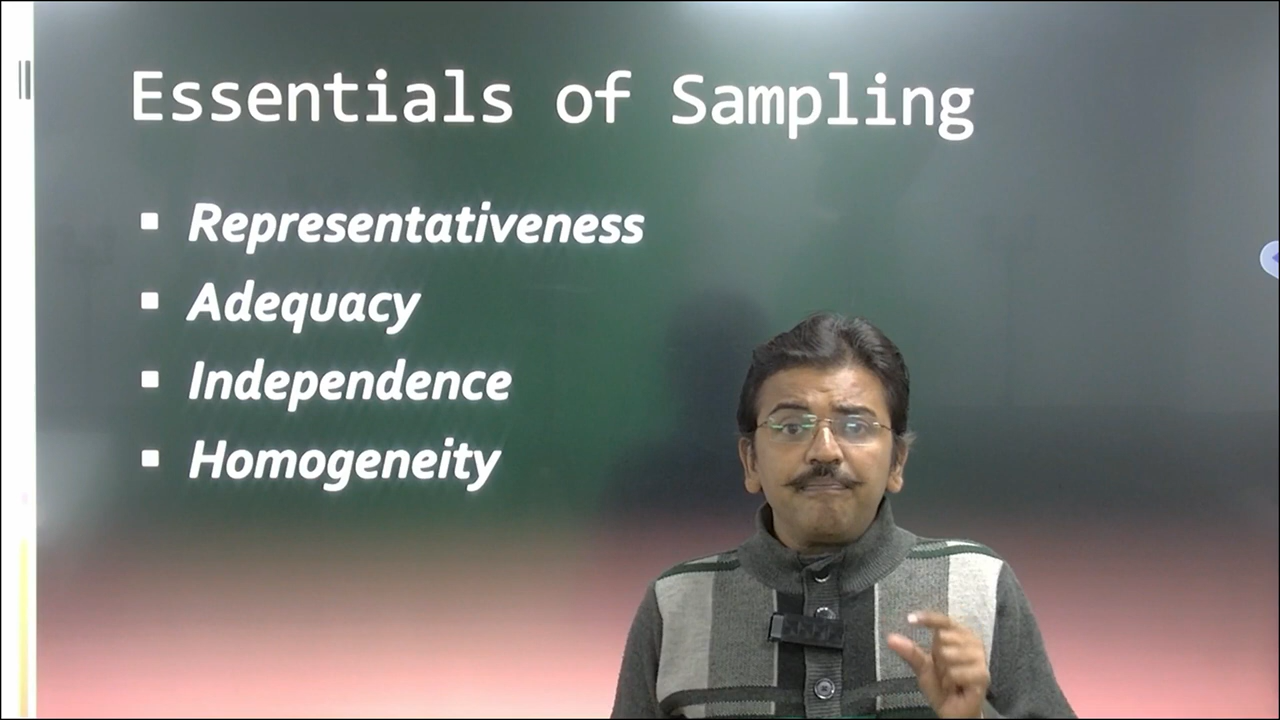 Essentials of Sampling
Representativeness
Adequacy
Independence
Homogeneity